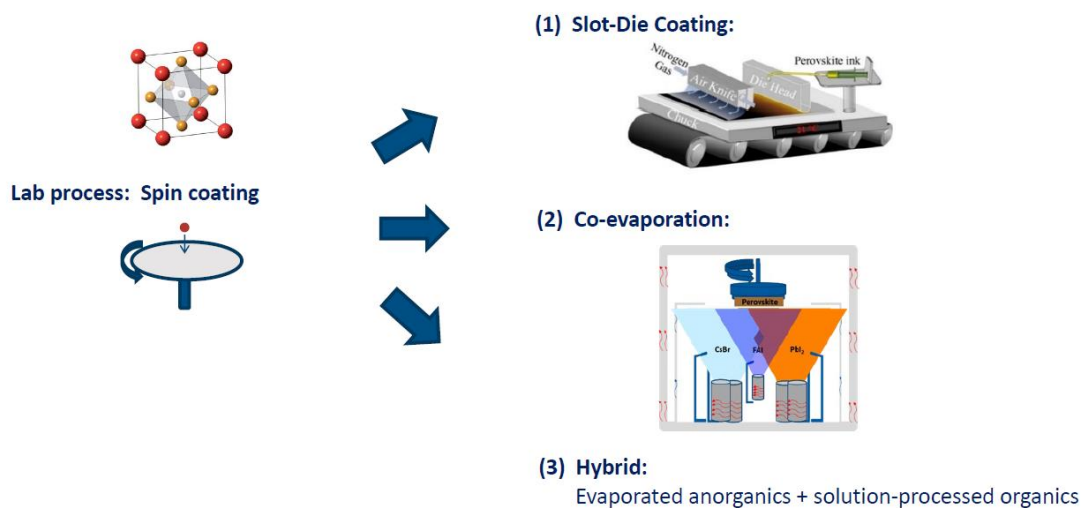 (1) Slot-Die Coating:
Nitrogen
Gas
Air Knife
Die Head
Perovskite ink
Chuck
Lab process: Spin coating
(2) Co-evaporation:
Perovskite
CsBr
FAI
PbI₂
(3) Hybrid:
Evaporated anorganics + solution-processed organics